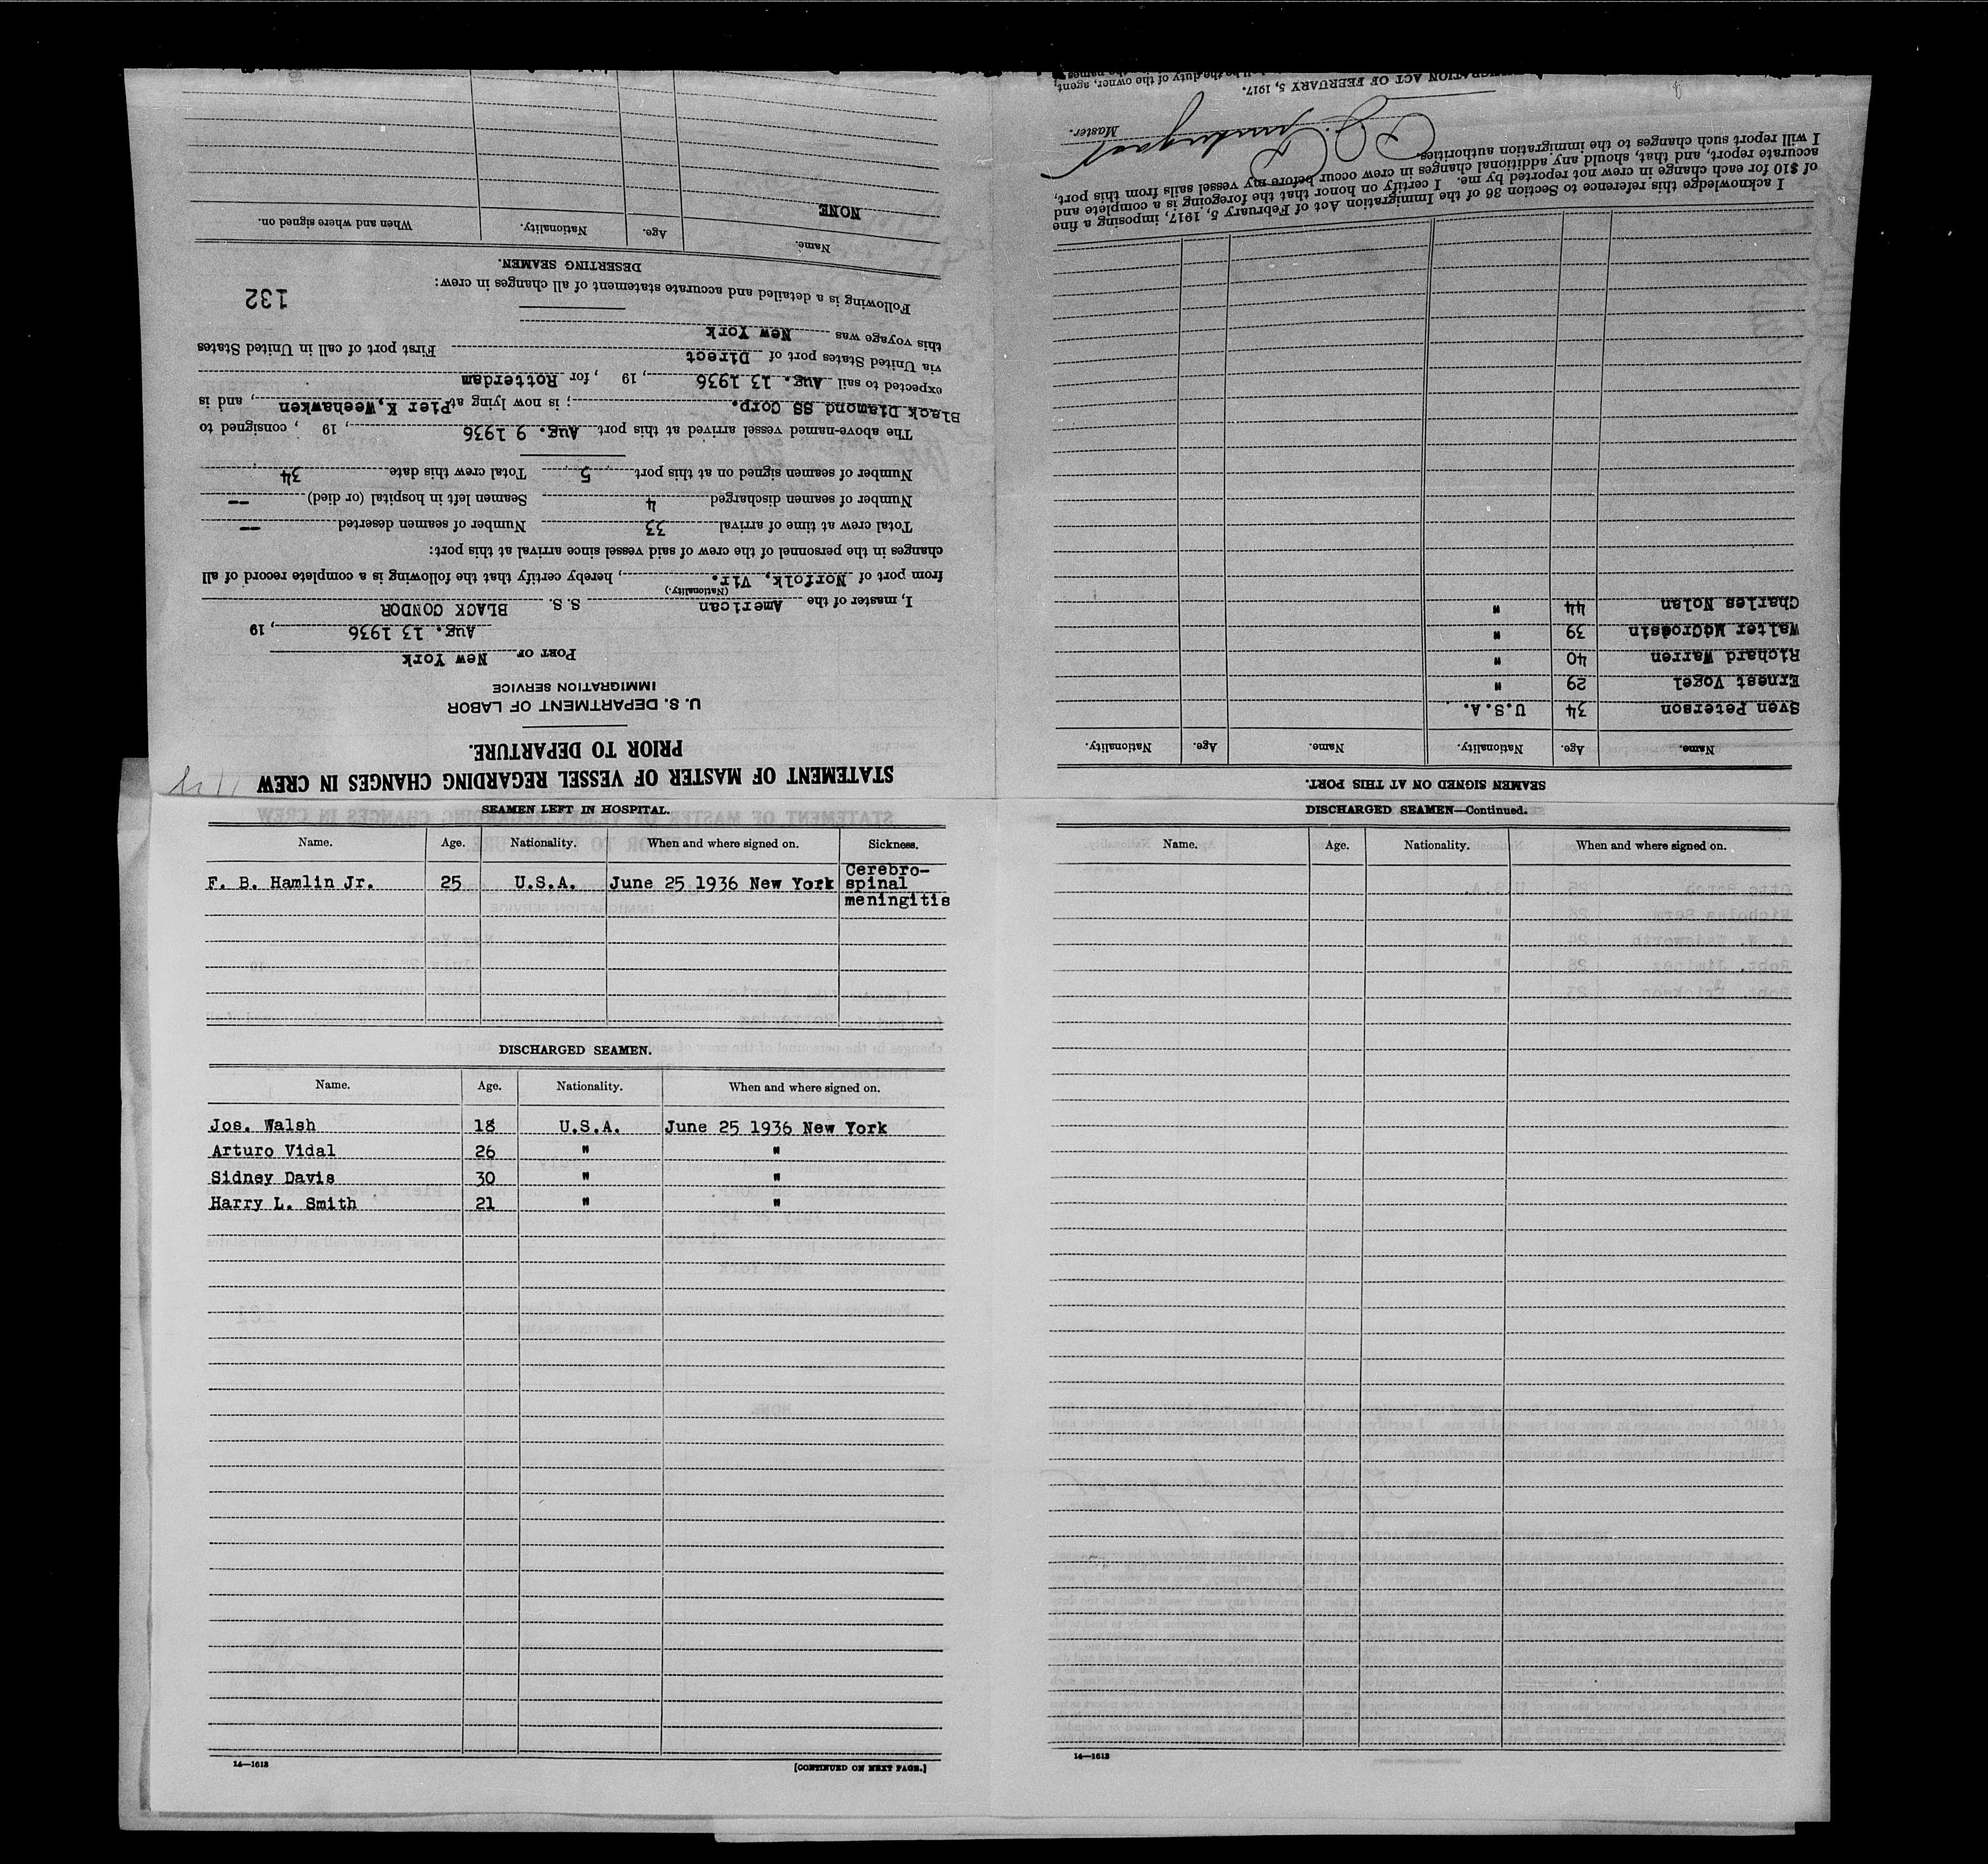 SEAMEN LEFT IN HOSPITAL.
Name. Age. Nationality. When and where signed on. Sickness.
F. B. Hamlin Jr. 25 U.S.A. June 25 1936 New York Cerebro-
spinal
meningitis
DISCHARGED SEAMEN.
Name. Age. Nationality. When and where signed on.
Jos. Walsh 18 U.S.A. June 25 1936 New York
Arturo Vidal 26 " "
Sidney Davis 30 " "
Harry L. Smith 21 " "
14—1613
[CONTINUED ON NEXT PAGE.]
DISCHARGED SEAMEN—Continued.
Name. Age. Nationality. When and where signed on.
14—1613
STATEMENT OF MASTER OF VESSEL REGARDING CHANGES IN CREW
PRIOR TO DEPARTURE.
U. S. DEPARTMENT OF LABOR
IMMIGRATION SERVICE
PORT OF New York
Aug. 13 1936, 19
I, master of the American S. S. BLACK CONDOR
(Nationality.)
from port of Norfolk, Vir., hereby certify that the following is a complete record of all
changes in the personnel of the crew of said vessel since arrival at this port:
Total crew at time of arrival 33 Number of seamen deserted --
Number of seamen discharged 4 Seamen left in hospital (or died) --
Number of seamen signed on at this port 5 Total crew this date 34
The above-named vessel arrived at this port Aug. 9 1936, 19 , consigned to
Black Diamond SS Corp.; is now lying at Pier K, Weehawken, and is
expected to sail Aug. 13 1936, 19 , for Rotterdam
via United States port of Direct First port of call in United States
this voyage was New York
Following is a detailed and accurate statement of all changes in crew:
132
DESERTING SEAMEN.
Name. Age. Nationality. When and where signed on.
NONE
SEAMEN SIGNED ON AT THIS PORT.
Name. Age. Nationality. Name. Age. Nationality.
Sven Peterson 34 U.S.A.
Ernest Vogel 29 "
Richard Warren 40 "
Walter McCrossin 39 "
Charles Nolan 44 "
I acknowledge this reference to Section 36 of the Immigration Act of February 5, 1917, imposing a fine
of $10 for each change in crew not reported by me. I certify on honor that the foregoing is a complete and
accurate report, and that, should any additional changes in crew occur before my vessel sails from this port,
I will report such changes to the immigration authorities.
Master.
IMMIGRATION ACT OF FEBRUARY 5, 1917.
be the duty of the owner, agent,